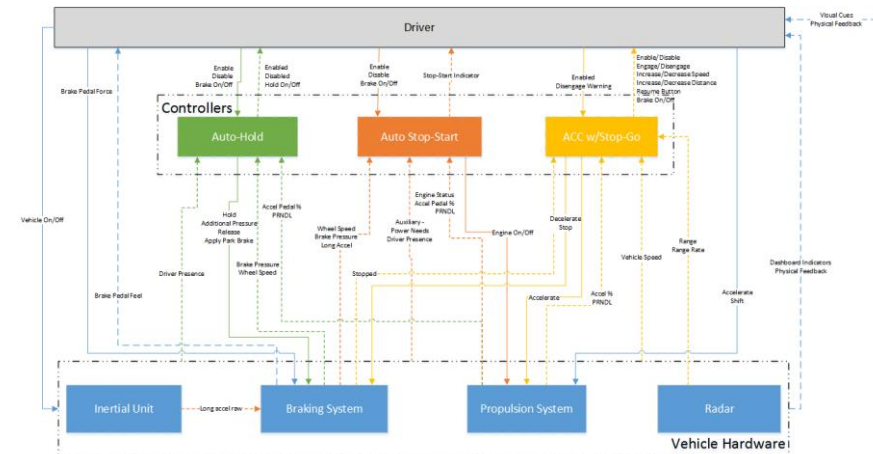 Driver
Visual Cues
Physical Feedback
Enable
Disable
Brake On/Off
Enabled
Disabled
Hold On/Off
Enable
Disable
Brake On/Off
Stop-Start Indicator
Enabled
Disengage Warning
Enable/Disable
Engage/Disengage
Increase/Decrease Speed
Increase/Decrease Distance
Resume Button
Brake On/Off
Brake Pedal Force
Controllers
Auto-Hold
Auto Stop-Start
ACC w/Stop-Go
Vehicle On/Off
Hold
Additional Pressure
Release
Apply Park Brake
Accel Pedal %
PRNDL
Wheel Speed
Brake Pressure
Long Accel
Engine Status
Accel Pedal %
PRNDL
Auxiliary -
Power Needs
Driver Presence
Engine On/Off
Decelerate
Stop
Vehicle Speed
Range
Range Rate
Driver Presence
Brake Pressure
Wheel Speed
Stopped
Dashboard Indicators
Physical Feedback
Brake Pedal Feel
Accelerate
Accel %
PRNDL
Accelerate
Shift
Inertial Unit
Long accel raw
Braking System
Propulsion System
Radar
Vehicle Hardware